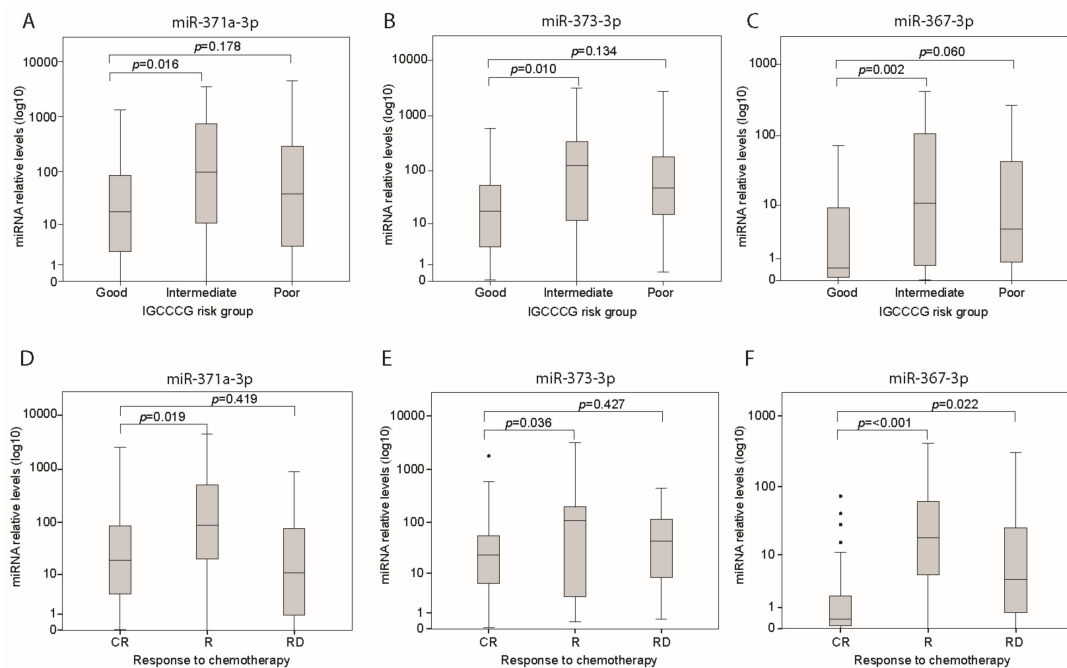 A
miR-371a-3p
miRNA relative levels (log10)
10000
1000
100
10
1
0
p=0.178
p=0.016
Good
Intermediate
Poor
IGCCCG risk group
B
miR-373-3p
miRNA relative levels (log10)
10000
1000
100
10
1
0
p=0.134
p=0.010
Good
Intermediate
Poor
IGCCCG risk group
C
miR-367-3p
miRNA relative levels (log10)
1000
100
10
1
0
p=0.060
p=0.002
Good
Intermediate
Poor
IGCCCG risk group
D
miR-371a-3p
miRNA relative levels (log10)
10000
1000
100
10
1
0
p=0.419
p=0.019
CR
R
RD
Response to chemotherapy
E
miR-373-3p
miRNA relative levels (log10)
10000
1000
100
10
1
0
p=0.427
p=0.036
CR
R
RD
Response to chemotherapy
F
miR-367-3p
miRNA relative levels (log10)
1000
100
10
1
0
p=0.022
p=<0.001
CR
R
RD
Response to chemotherapy